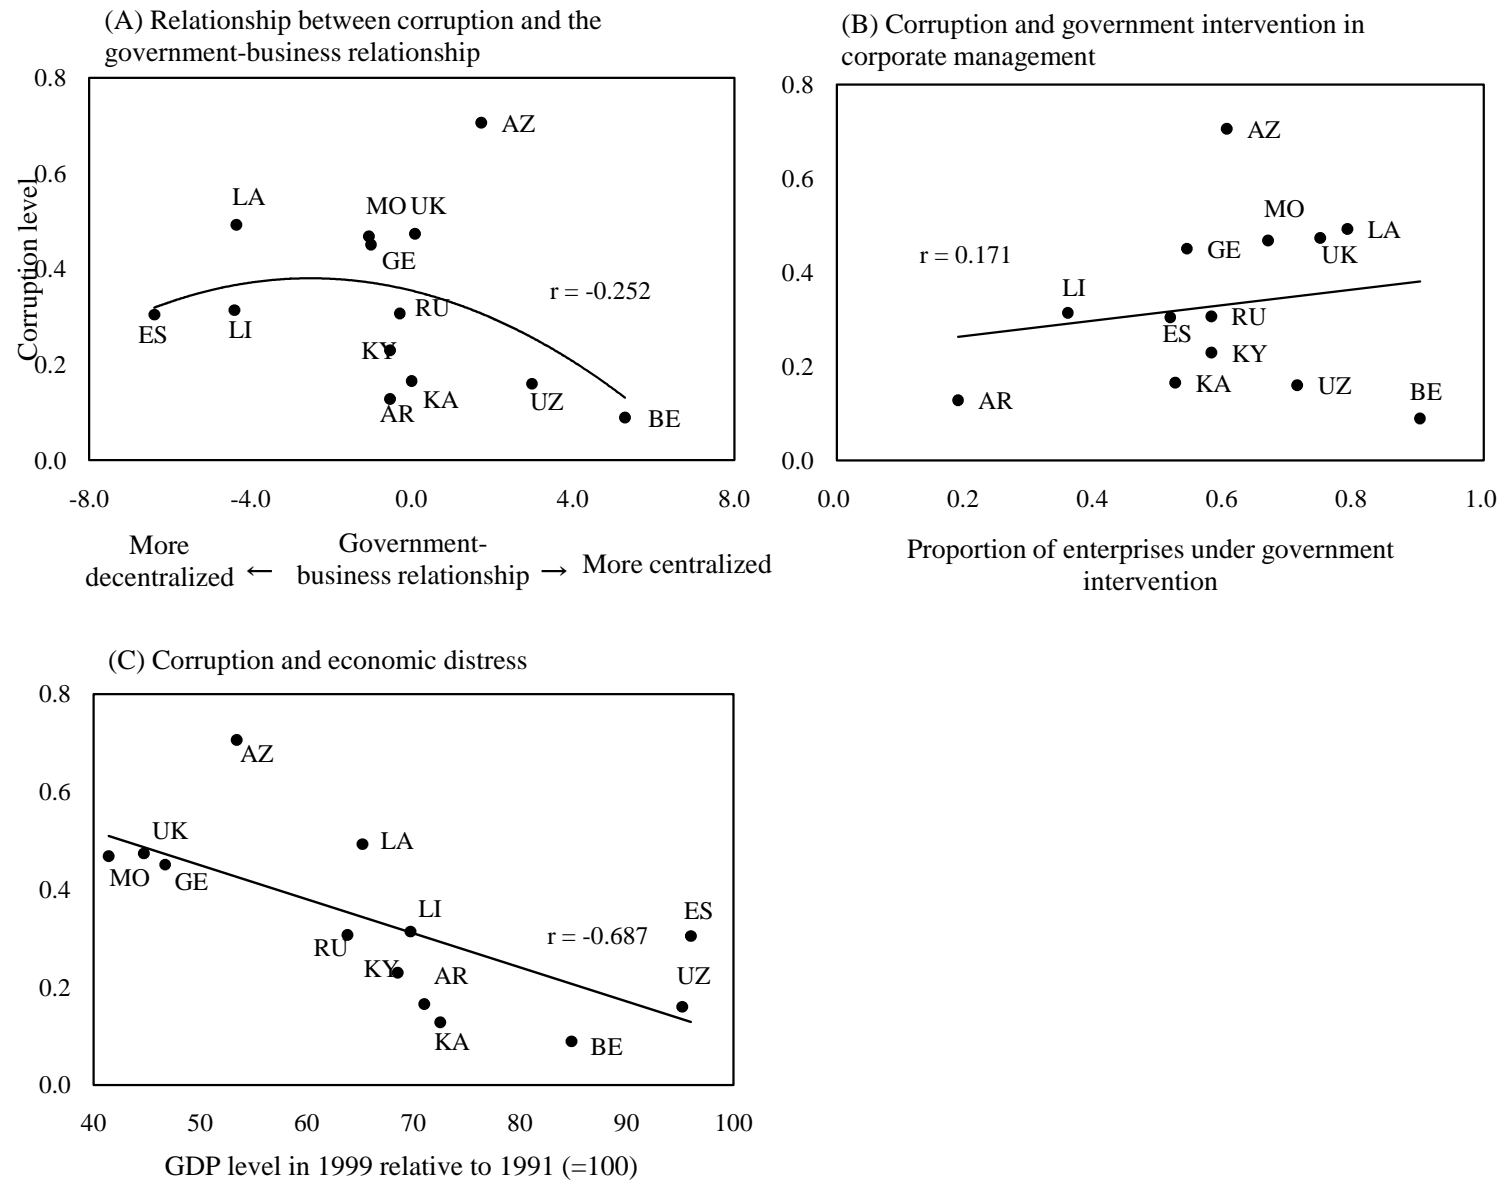 (A) Relationship between corruption and the
government-business relationship
Corruption level
0.8
0.6
0.4
0.2
0.0
AZ
LA
MO UK
GE
r = -0.252
RU
ES
LI
KY
KA
AR
UZ
BE
-8.0 -4.0 0.0 4.0 8.0
More
decentralized ←
Government-
business relationship
→ More centralized
(B) Corruption and government intervention in
corporate management
0.8
0.6
0.4
0.2
0.0
AZ
MO
LA
GE
UK
r = 0.171
LI
RU
ES
KY
KA
UZ
BE
AR
0.0 0.2 0.4 0.6 0.8 1.0
Proportion of enterprises under government
intervention
(C) Corruption and economic distress
0.8
0.6
0.4
0.2
0.0
AZ
UK
LA
MO
GE
LI
ES
r = -0.687
RU
KY
AR
UZ
KA
BE
40 50 60 70 80 90 100
GDP level in 1999 relative to 1991 (=100)